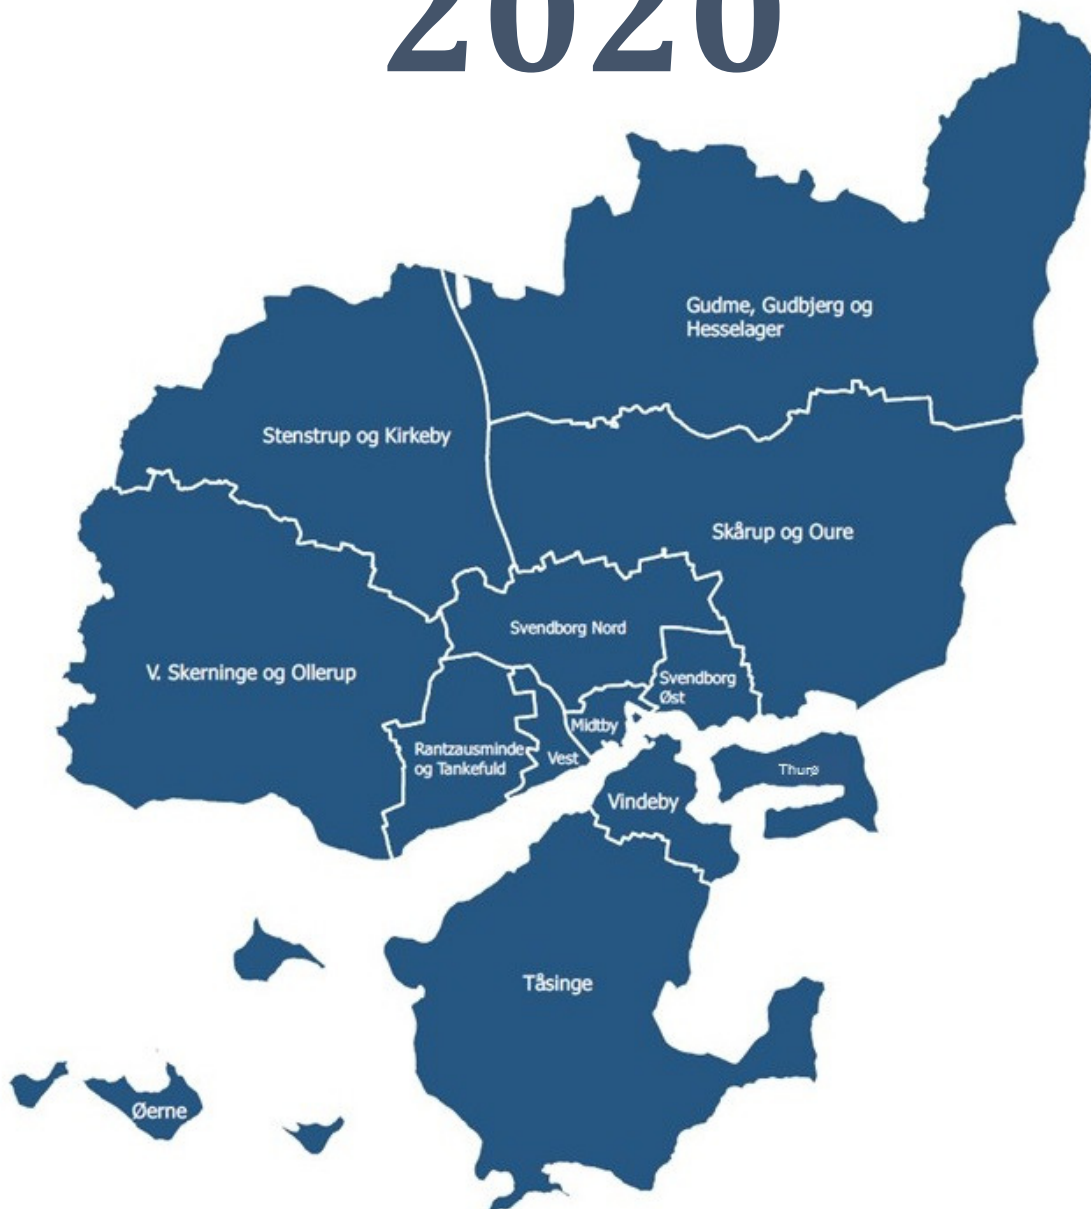 2020
Gudme, Gudbjerg og
Hesselager
Stenstrup og Kirkeby
Skårup og Oure
Svendborg Nord
V. Skerninge og Ollerup
Svendborg
Øst
Midtby
Rantzausminde
og Tankefuld
Vest
Thurø
Vindeby
Tåsinge
Øerne